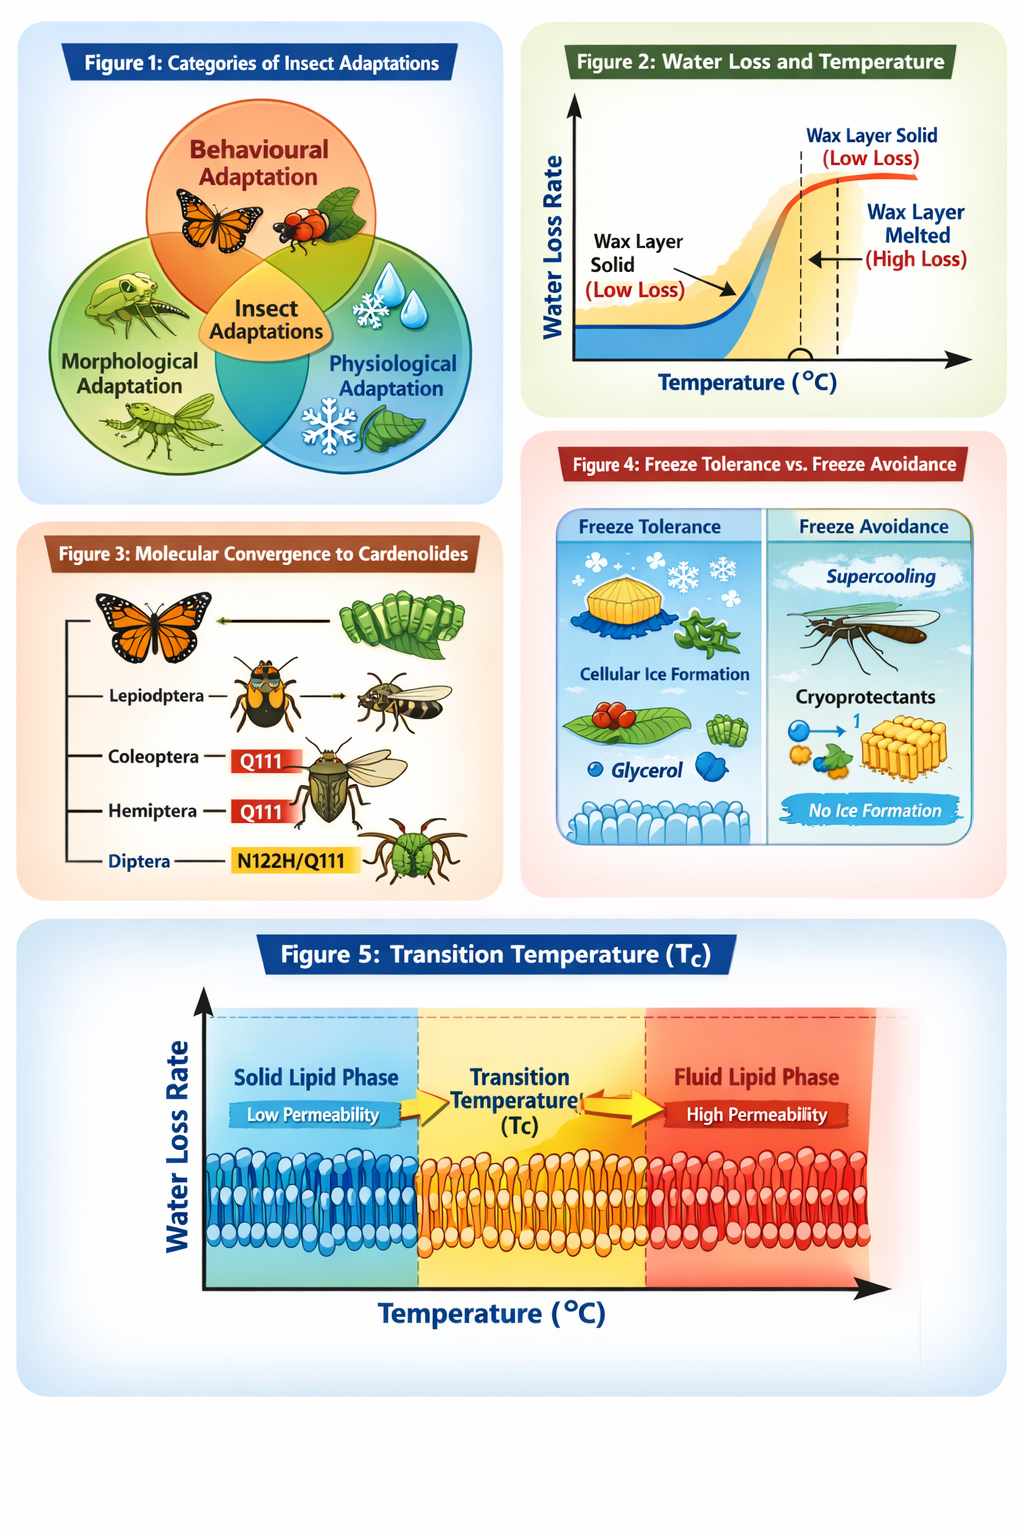 Figure 1: Categories of Insect Adaptations
Behavioural
Adaptation
Insect
Adaptations
Morphological
Adaptation
Physiological
Adaptation
Figure 2: Water Loss and Temperature
Water Loss Rate
Wax Layer Solid
(Low Loss)
Wax Layer
Melted
(High Loss)
Wax Layer
Solid
(Low Loss)
Temperature (°C)
Figure 3: Molecular Convergence to Cardenolides
Lepiodptera
Coleoptera
Q111
Hemiptera
Q111
Diptera
N122H/Q111
Figure 4: Freeze Tolerance vs. Freeze Avoidance
Freeze Tolerance
Cellular Ice Formation
Glycerol
Freeze Avoidance
Supercooling
Cryoprotectants
1
No Ice Formation
Figure 5: Transition Temperature (Tc)
Water Loss Rate
Solid Lipid Phase
Low Permeability
Transition
Temperature
(Tc)
Fluid Lipid Phase
High Permeability
Temperature (°C)